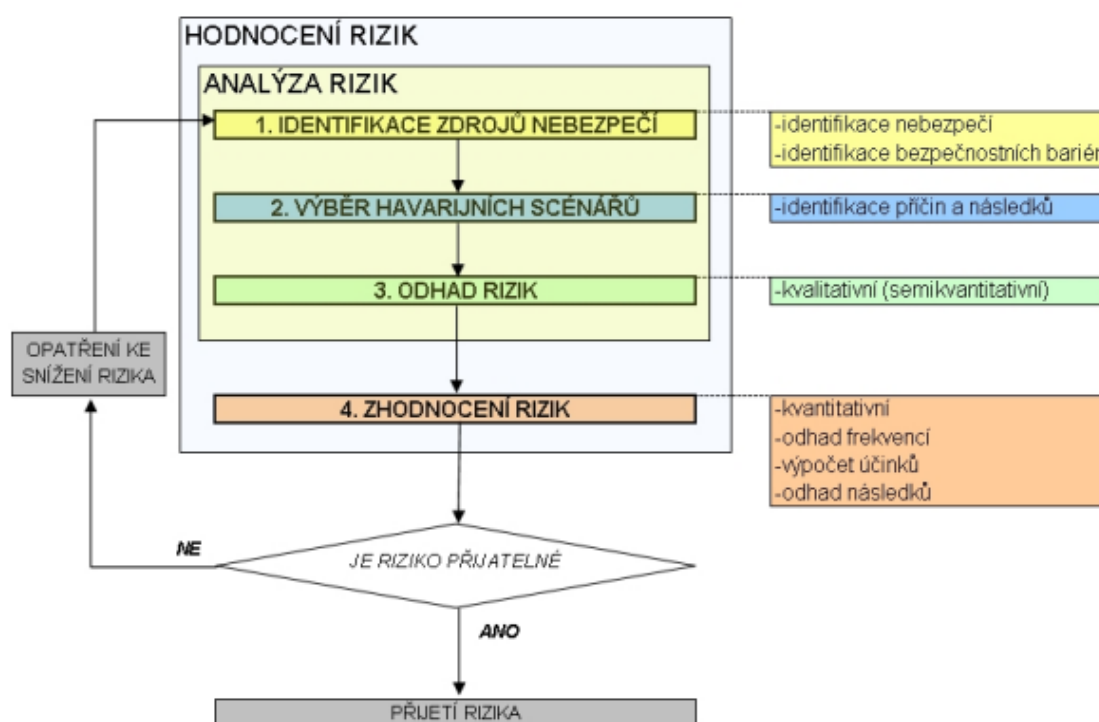 HODNOCENÍ RIZIK
ANALÝZA RIZIK
1. IDENTIFIKACE ZDROJŮ NEBEZPEČÍ
-identifikace nebezpečí
-identifikace bezpečnostních bariér
2. VÝBĚR HAVARIJNÍCH SCÉNÁŘŮ
-identifikace příčin a následků
3. ODHAD RIZIK
-kvalitativní (semikvantitativní)
OPATŘENÍ KE
SNÍŽENÍ RIZIKA
4. ZHODNOCENÍ RIZIK
-kvantitativní
-odhad frekvencí
-výpočet účinků
-odhad následků
NE
JE RIZIKO PŘIJATELNÉ
ANO
PŘIJETÍ RIZIKA